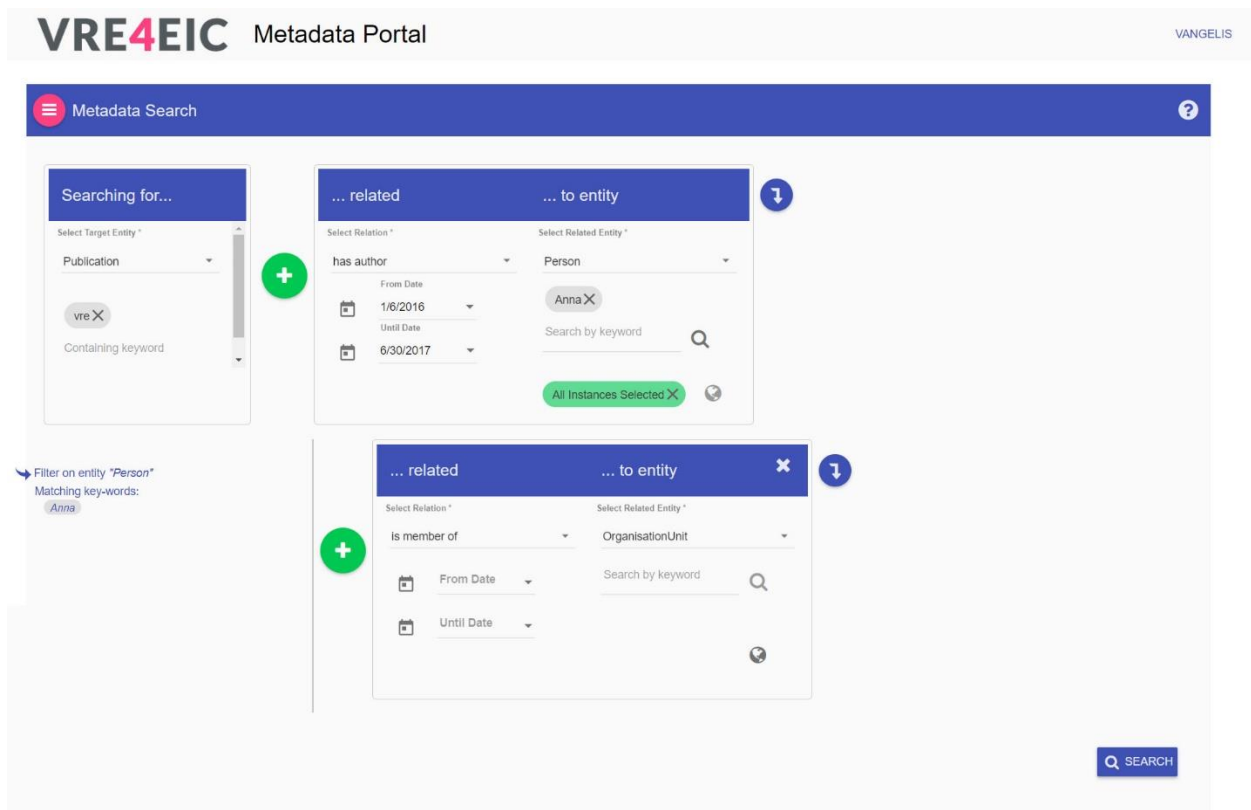 VRE4EIC Metadata Portal
VANGELIS
Metadata Search
Searching for...
Select Target Entity *
Publication
vre
Containing keyword
... related ... to entity
Select Relation * Select Related Entity *
has author Person
From Date
1/6/2016 Anna
Until Date Search by keyword
6/30/2017
All Instances Selected
Filter on entity "Person"
Matching key-words:
Anna
... related ... to entity
Select Relation * Select Related Entity *
is member of OrganisationUnit
From Date Search by keyword
Until Date
SEARCH